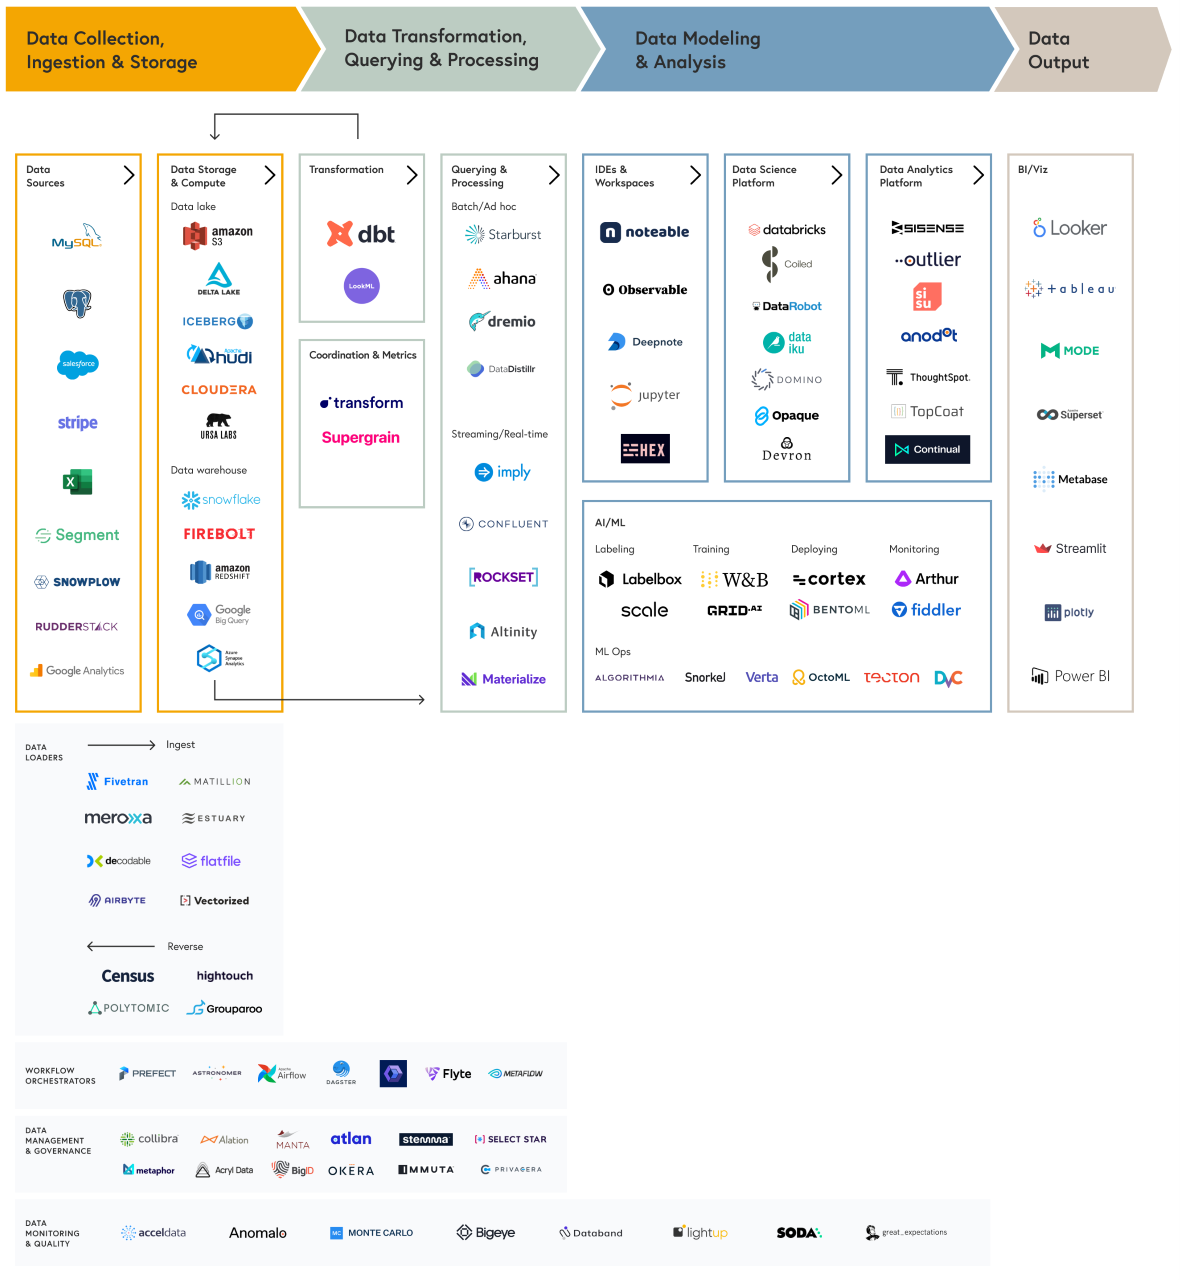 Data Collection,
Ingestion & Storage
Data Transformation,
Querying & Processing
Data Modeling
& Analysis
Data
Output
Data
Sources
MySQL
salesforce
stripe
X
Segment
SNOWPLOW
RUDDERSTACK
Google Analytics
Data Storage
& Compute
Data lake
amazon
S3
DELTA LAKE
ICEBERG
Apache
hudi
CLOUDERA
URSA LABS
Data warehouse
snowflake
FIREBOLT
amazon
REDSHIFT
Google
Big Query
Azure
Synapse
Analytics
Transformation
dbt
LookML
Coordination & Metrics
transform
Supergrain
Querying &
Processing
Batch/Ad hoc
Starburst
ahana
dremio
DataDistillr
Streaming/Real-time
imply
CONFLUENT
ROCKSET
Altinity
Materialize
IDEs &
Workspaces
n noteable
Observable
Deepnote
jupyter
HEX
Data Science
Platform
databricks
Coiled
DataRobot
data
iku
DOMINO
Opaque
Devron
Data Analytics
Platform
SISENSE
outlier
si
su
anodot
T. ThoughtSpot.
TopCoat
Continual
AI/ML
Labeling
Training
Deploying
Monitoring
Labelbox
W&B
cortex
Arthur
scale
GRID.AI
BENTOML
fiddler
ML Ops
ALGORITHMIA
Snorkel
Verta
OctoML
TECTON
DVC
BI/Viz
Looker
+ableau
MODE
Apache
Superset
Metabase
Streamlit
plotly
Power BI
DATA
LOADERS
Ingest
Fivetran
MATILLION
meroxa
ESTUARY
decodable
flatfile
AIRBYTE
Vectorized
Reverse
Census
hightouch
POLYTOMIC
Grouparoo
WORKFLOW
ORCHESTRATORS
PREFECT
ASTRONOMER
Apache
Airflow
DAGSTER
Flyte
METAFLOW
DATA
MANAGEMENT
& GOVERNANCE
collibra
Alation
MANTA
atlan
stemma
SELECT STAR
metaphor
Acryl Data
BigID
OKERA
IMMUTA
PRIVACERA
DATA
MONITORING
& QUALITY
acceldata
Anomalo
MC MONTE CARLO
Bigeye
Databand
lightup
SODA
great_expectations